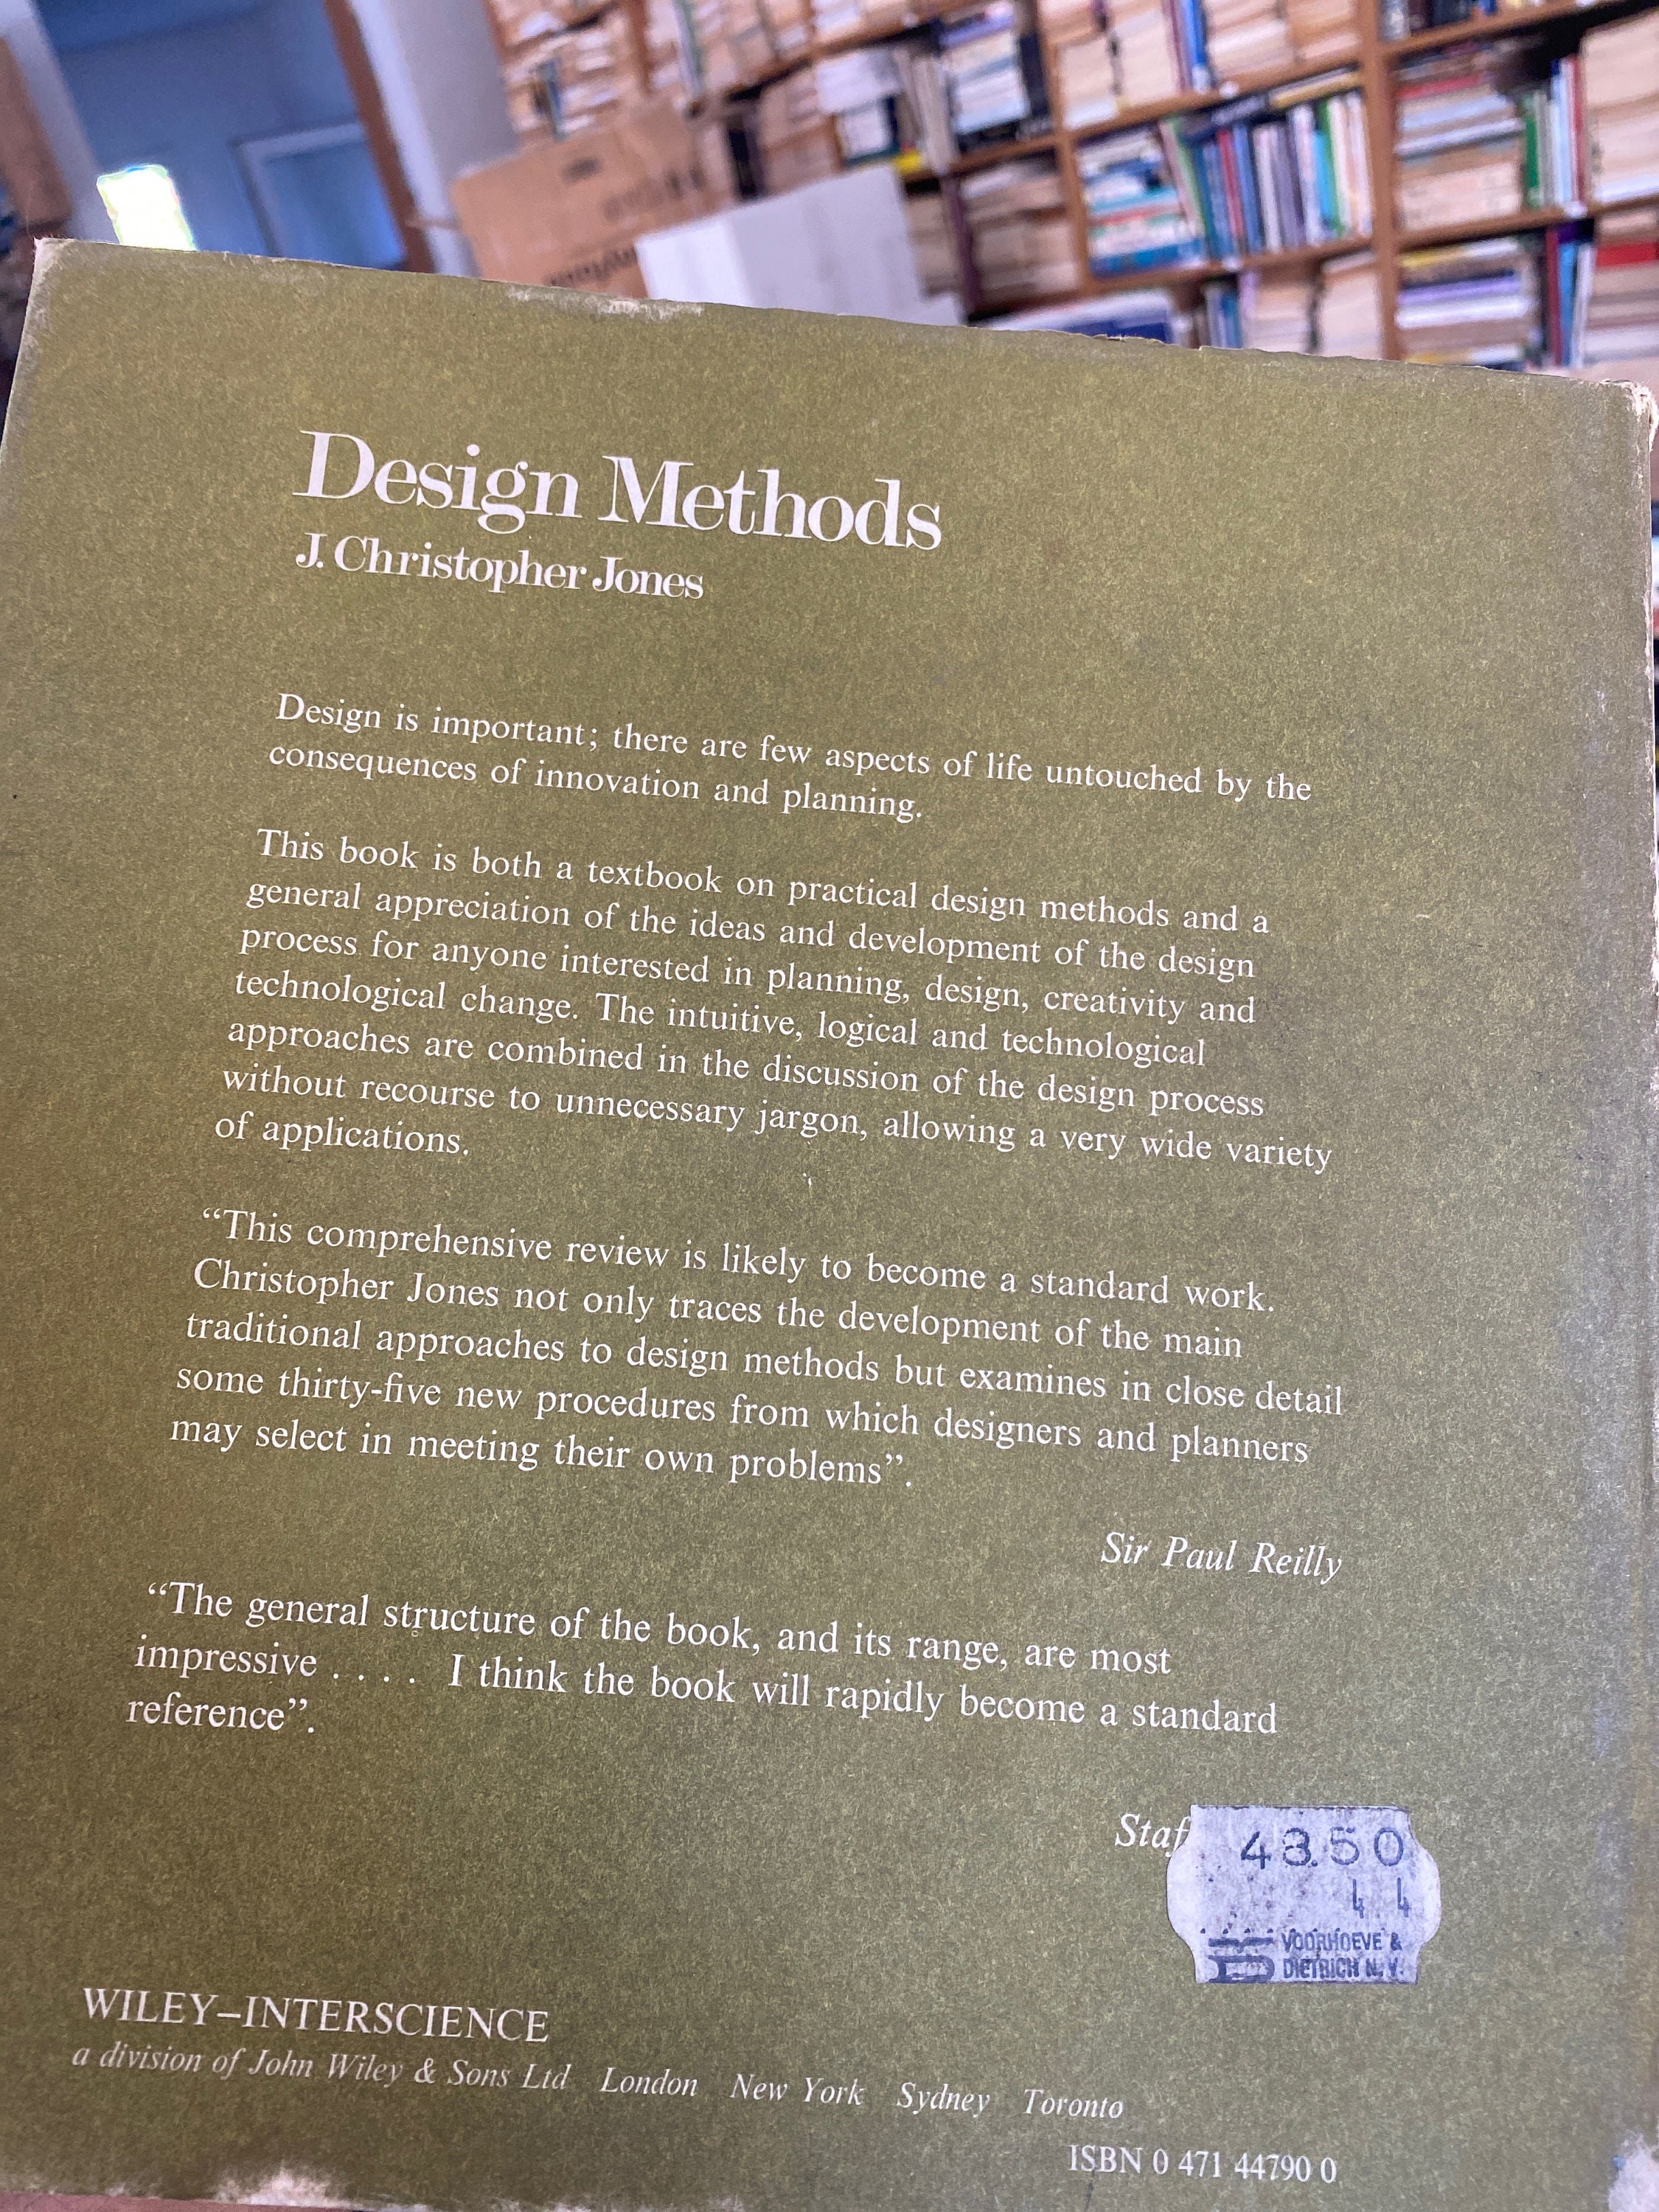 Design Methods
J. Christopher Jones
Design is important; there are few aspects of life untouched by the
consequences of innovation and planning.
This book is both a textbook on practical design methods and a
general appreciation of the ideas and development of the design
process for anyone interested in planning, design, creativity and
technological change. The intuitive, logical and technological
approaches are combined in the discussion of the design process
without recourse to unnecessary jargon, allowing a very wide variety
of applications.
“This comprehensive review is likely to become a standard work.
Christopher Jones not only traces the development of the main
traditional approaches to design methods but examines in close detail
some thirty-five new procedures from which designers and planners
may select in meeting their own problems”.
Sir Paul Reilly
“The general structure of the book, and its range, are most
impressive . . . . I think the book will rapidly become a standard
reference”.
Staf
43.50
44
VOORHOEVE &
DIETRICH N.V.
WILEY–INTERSCIENCE
a division of John Wiley & Sons Ltd London New York Sydney Toronto
ISBN 0 471 44790 0